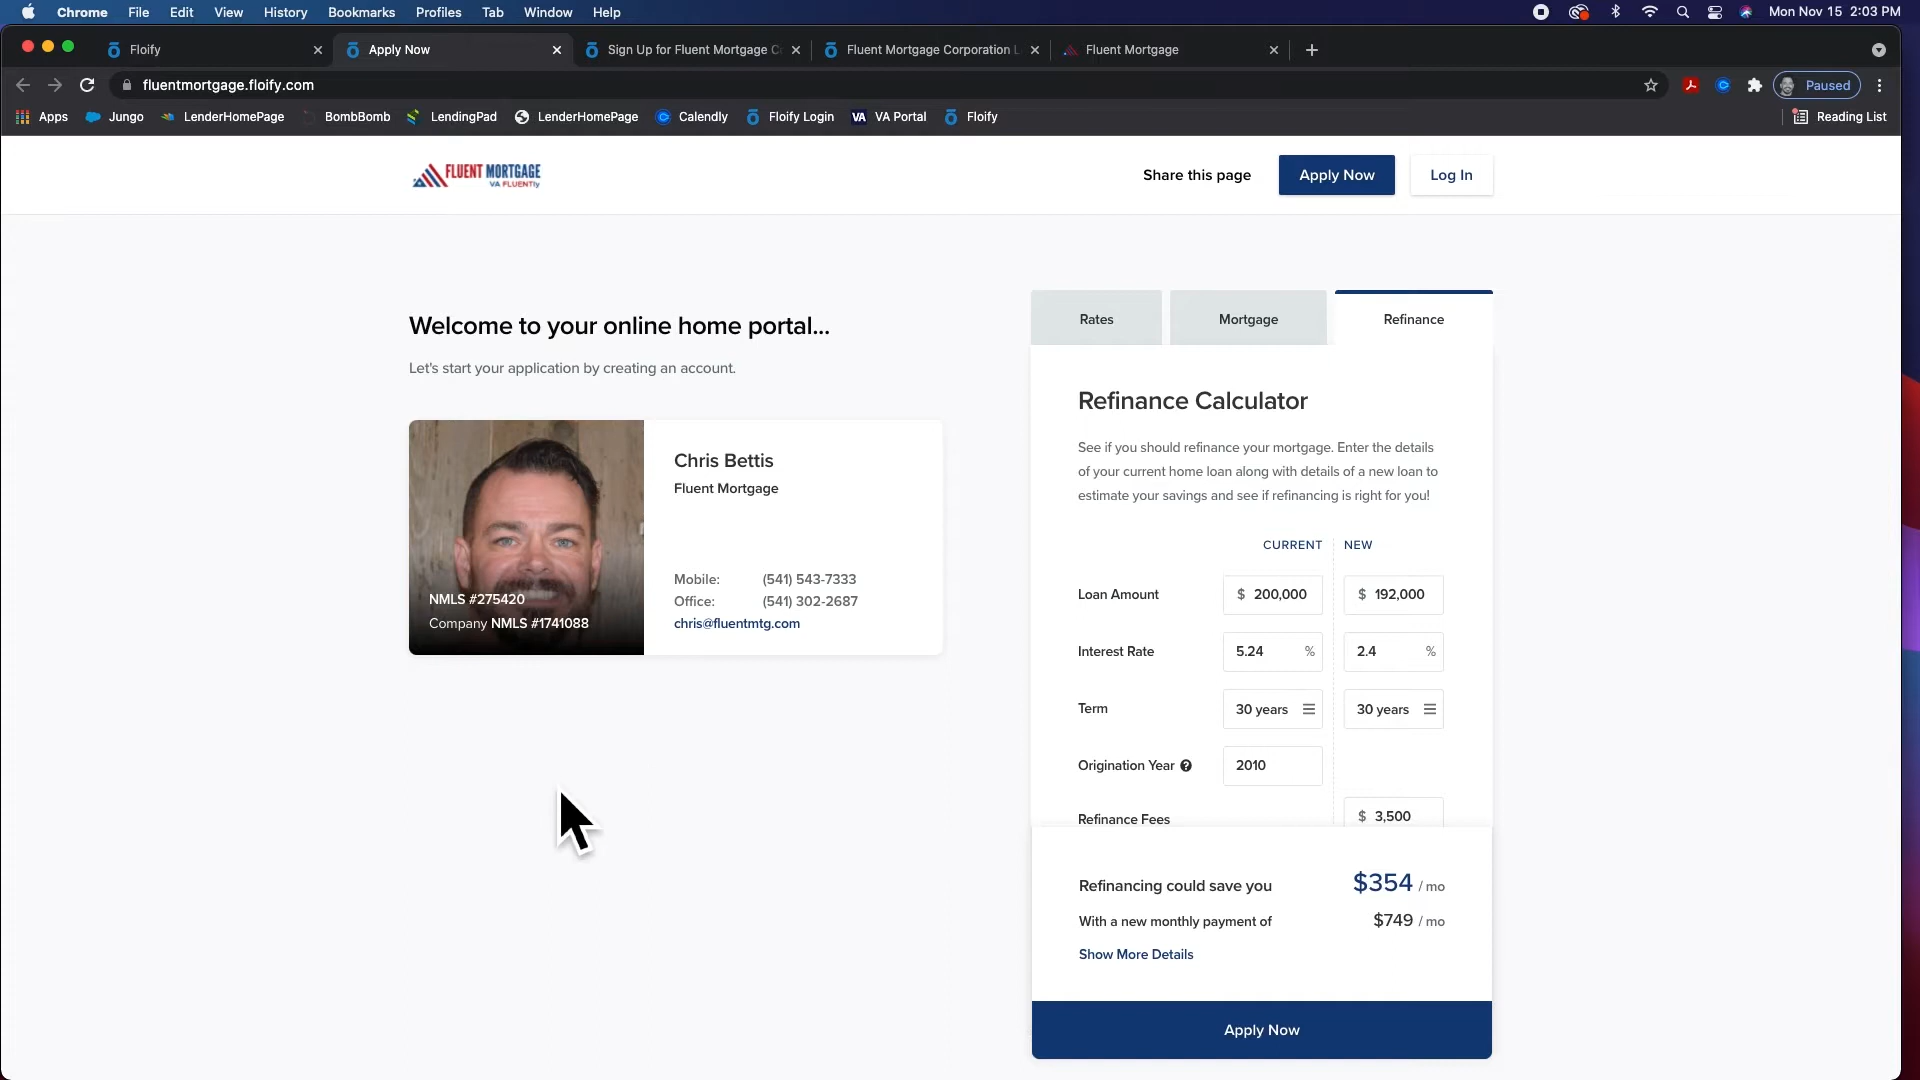 Chrome File Edit View History Bookmarks Profiles Tab Window Help Mon Nov 15 2:03 PM
Floify Apply Now Sign Up for Fluent Mortgage C Fluent Mortgage Corporation L Fluent Mortgage
fluentmortgage.floify.com Paused
Apps Jungo LenderHomePage BombBomb LendingPad LenderHomePage Calendly Floify Login VA VA Portal Floify Reading List
FLUENT MORTGAGE
VA FLUENTly
Share this page Apply Now Log In
Welcome to your online home portal...
Let's start your application by creating an account.
NMLS #275420
Company NMLS #1741088
Chris Bettis
Fluent Mortgage
Mobile: (541) 543-7333
Office: (541) 302-2687
chris@fluentmtg.com
Rates Mortgage Refinance
Refinance Calculator
See if you should refinance your mortgage. Enter the details
of your current home loan along with details of a new loan to
estimate your savings and see if refinancing is right for you!
CURRENT NEW
Loan Amount $ 200,000 $ 192,000
Interest Rate 5.24 % 2.4 %
Term 30 years 30 years
Origination Year ? 2010
Refinance Fees $ 3,500
Refinancing could save you $354 / mo
With a new monthly payment of $749 / mo
Show More Details
Apply Now